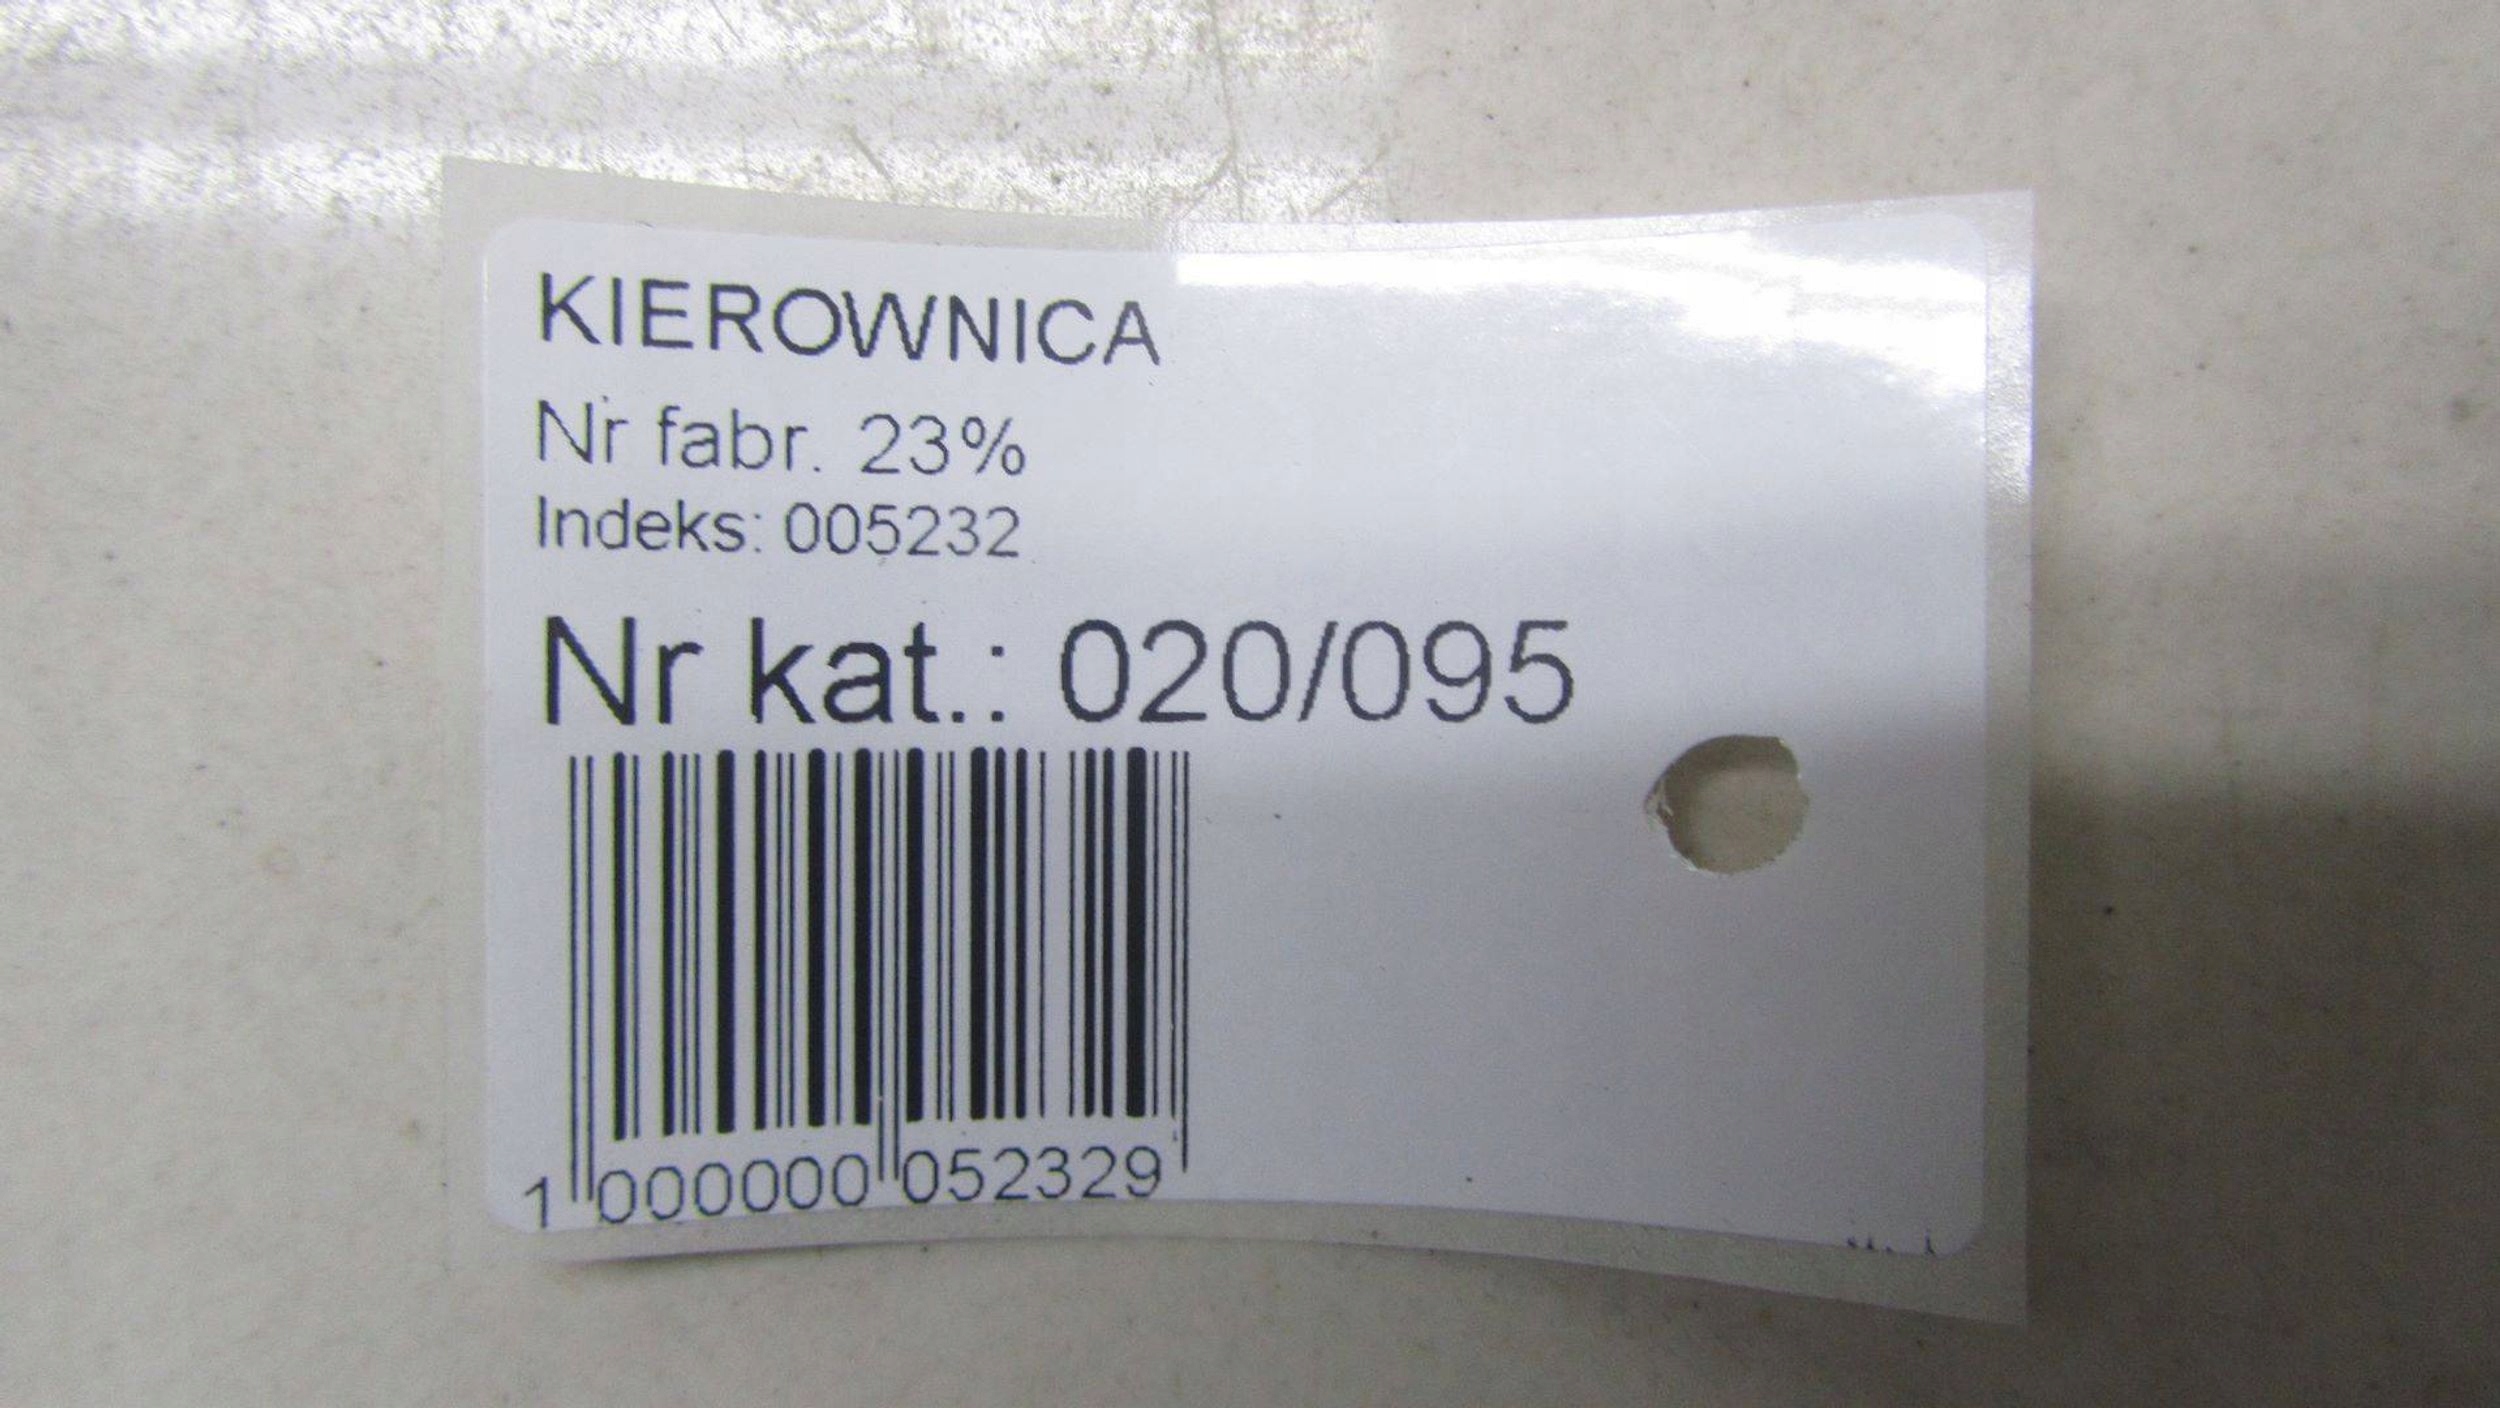 KIEROWNICA
Nr fabr. 23%
Indeks: 005232
Nr kat.: 020/095
1 000000 052329